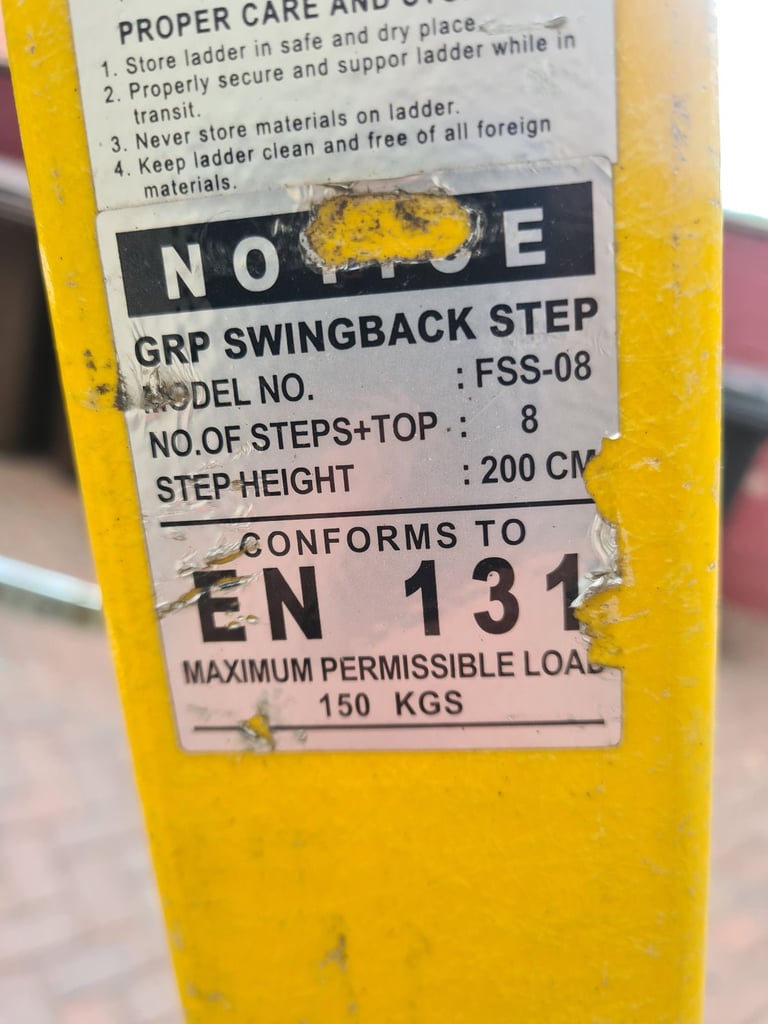 PROPER CARE AND
1. Store ladder in safe and dry place.
2. Properly secure and suppor ladder while in
transit.
3. Never store materials on ladder.
4. Keep ladder clean and free of all foreign
materials.
NOTICE
GRP SWINGBACK STEP
MODEL NO. : FSS-08
NO.OF STEPS+TOP : 8
STEP HEIGHT : 200 CM
CONFORMS TO
EN 131
MAXIMUM PERMISSIBLE LOAD
150 KGS